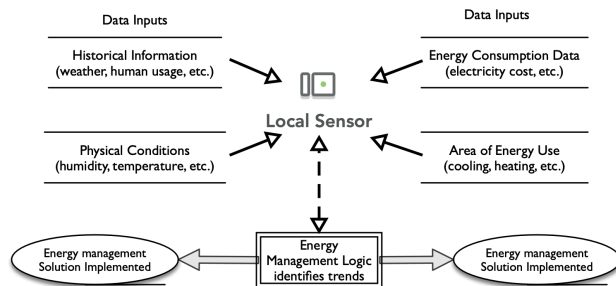 Data Inputs
Data Inputs
Historical Information
(weather, human usage, etc.)
Energy Consumption Data
(electricity cost, etc.)
Local Sensor
Physical Conditions
(humidity, temperature, etc.)
Area of Energy Use
(cooling, heating, etc.)
Energy management
Solution Implemented
Energy
Management Logic
identifies trends
Energy management
Solution Implemented